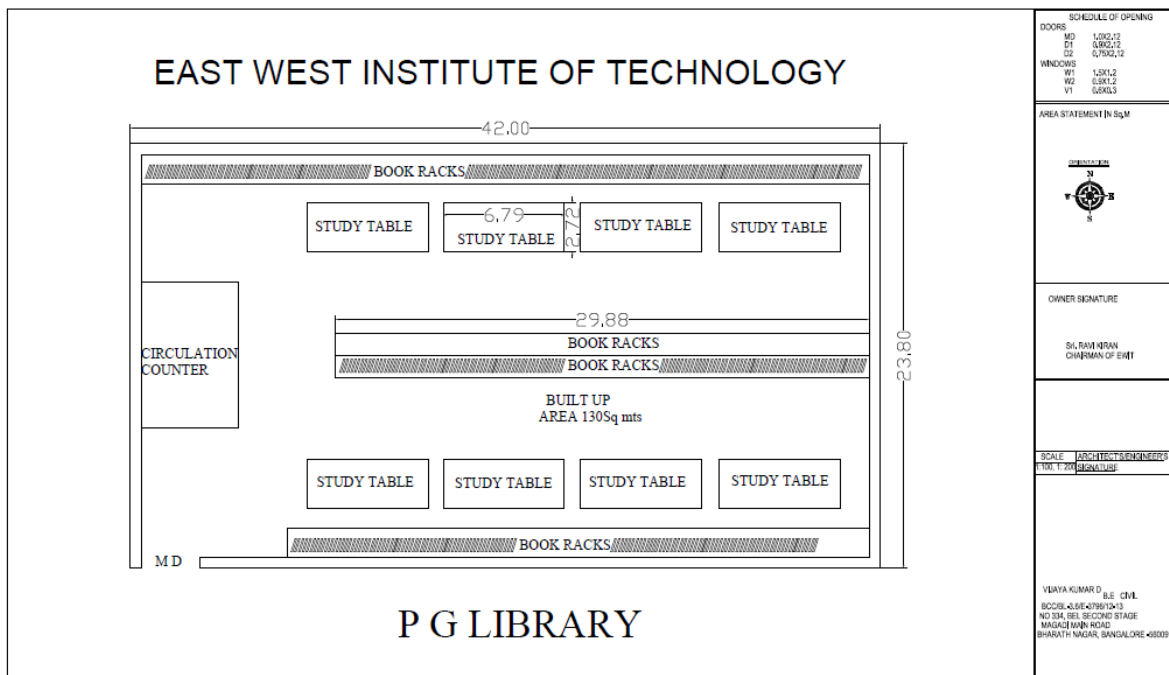 EAST WEST INSTITUTE OF TECHNOLOGY
42.00
BOOK RACKS
STUDY TABLE
6.79
STUDY TABLE
2.72
STUDY TABLE
STUDY TABLE
29.88
BOOK RACKS
BOOK RACKS
CIRCULATION
COUNTER
23.80
BUILT UP
AREA 130Sq mts
STUDY TABLE
STUDY TABLE
STUDY TABLE
STUDY TABLE
BOOK RACKS
M D
P G LIBRARY
SCHEDULE OF OPENING
DOORS
MD 1.0X2.12
D1 0.9X2.12
D2 0.75X2.12
WINDOWS
W1 1.5X1.2
W2 0.9X1.2
V1 0.6X0.3
AREA STATEMENT IN Sq.M
ORIENTATION
N
W E
S
OWNER SIGNATURE
Sri. RAVI KIRAN
CHAIRMAN OF EWIT
SCALE ARCHITECT'S/ENGINEER'S
1:100, 1: 200 SIGNATURE
VIJAYA KUMAR D
B.E CIVIL
NO 334, BEL SECOND STAGE
MAGADI MAIN ROAD
BHARATH NAGAR, BANGALORE